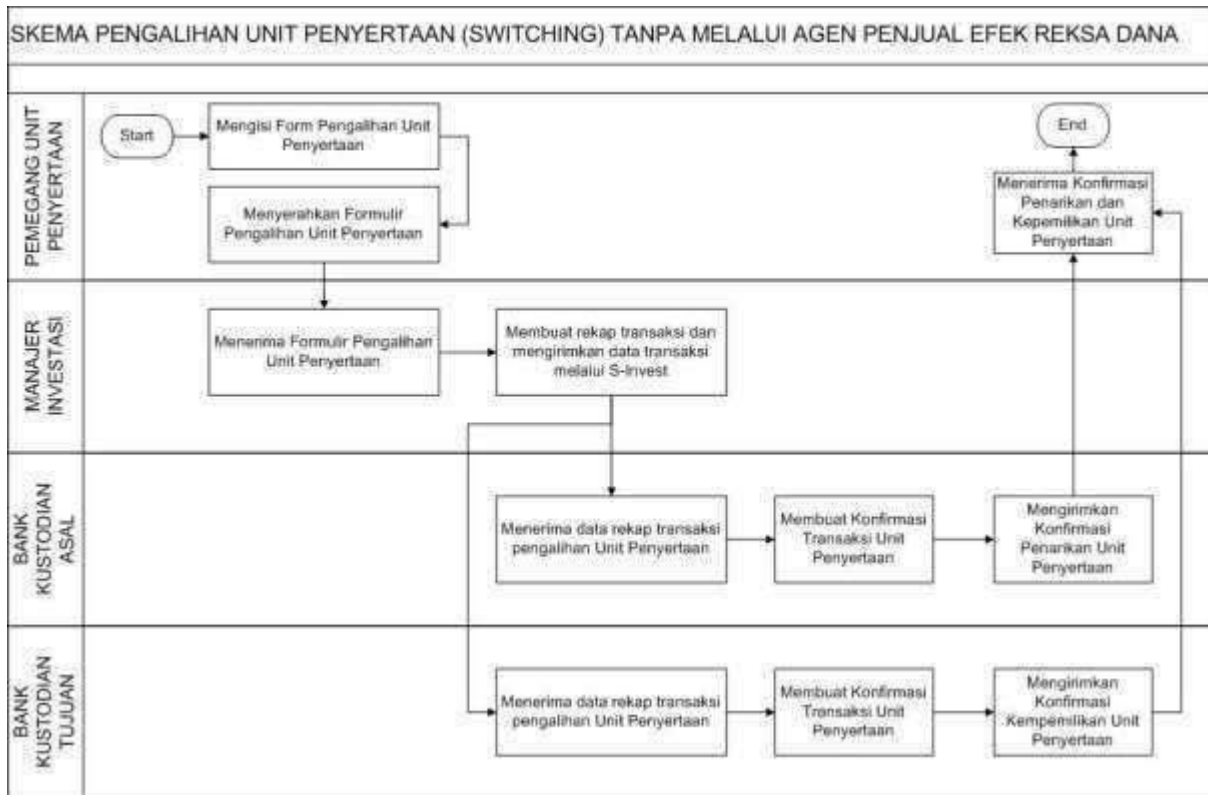 SKEMA PENGALIHAN UNIT PENYERTAAN (SWITCHING) TANPA MELALUI AGEN PENJUAL EFEK REKSA DANA
PEMEGANG UNIT
PENYERTAAN
Start
Mengisi Form Pengalihan Unit
Penyertaan
Menyerahkan Formulir
Pengalihan Unit Penyertaan
End
Menerima Konfirmasi
Penarikan dan
Kepemilikan Unit
Penyertaan
MANAJER
INVESTASI
Menerima Formulir Pengalihan
Unit Penyertaan
Membuat rekap transaksi dan
mengirimkan data transaksi
melalui S-Invest
BANK
KUSTODIAN
ASAL
Menerima data rekap transaksi
pengalihan Unit Penyertaan
Membuat Konfirmasi
Transaksi Unit
Penyertaan
Mengirimkan
Konfirmasi
Penarikan Unit
Penyertaan
BANK
KUSTODIAN
TUJUAN
Menerima data rekap transaksi
pengalihan Unit Penyertaan
Membuat Konfirmasi
Transaksi Unit
Penyertaan
Mengirimkan
Konfirmasi
Kempemilikan Unit
Penyertaan